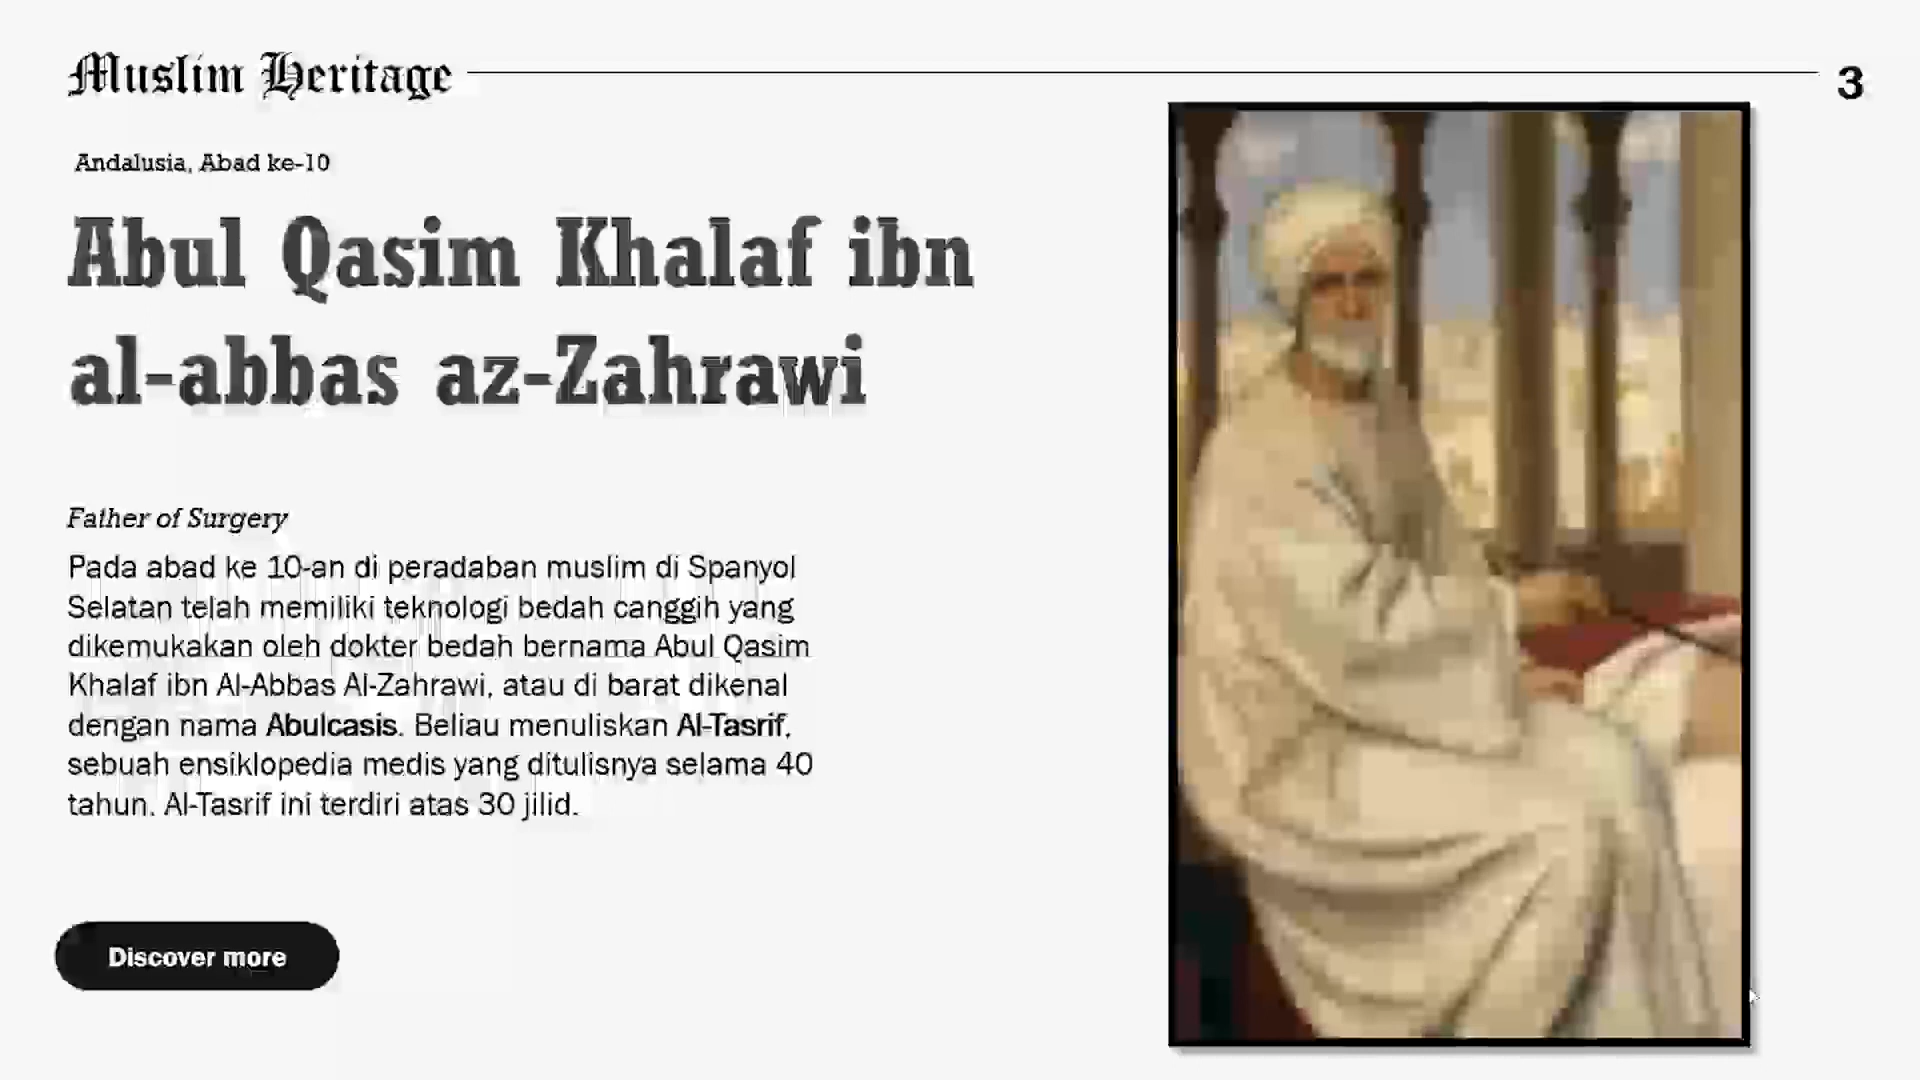 Muslim Heritage
3
Andalusia, Abad ke-10
Abul Qasim Khalaf ibn
al-abbas az-Zahrawi
Father of Surgery
Pada abad ke 10-an di peradaban muslim di Spanyol
Selatan telah memiliki teknologi bedah canggih yang
dikemukakan oleh dokter bedah bernama Abul Qasim
Khalaf ibn Al-Abbas Al-Zahrawi, atau di barat dikenal
dengan nama Abulcasis. Beliau menuliskan Al-Tasrif,
sebuah ensiklopedia medis yang ditulisnya selama 40
tahun. Al-Tasrif ini terdiri atas 30 jilid.
Discover more